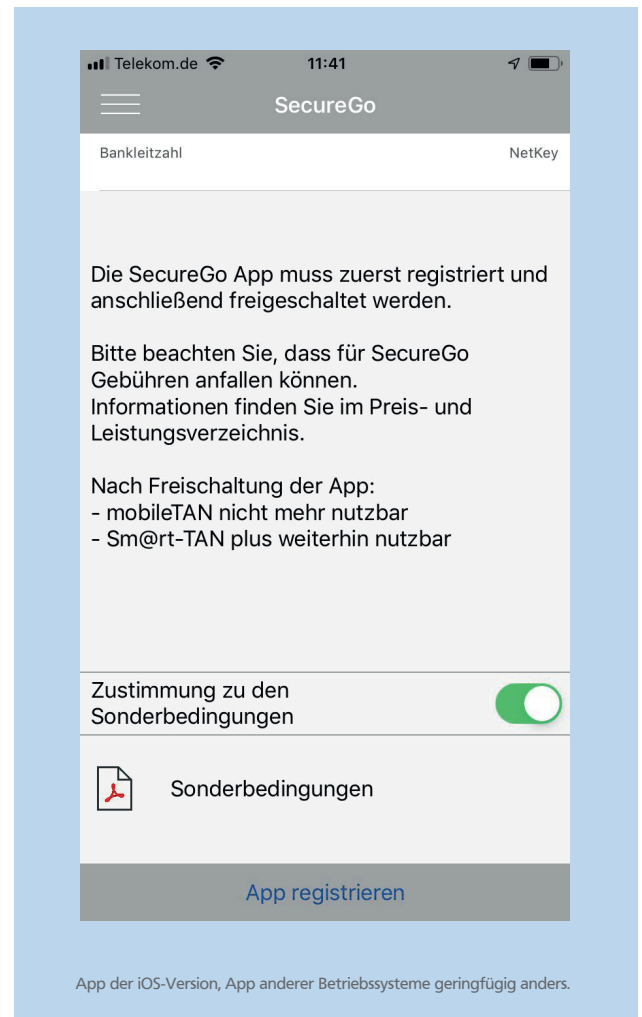 Telekom.de 11:41
SecureGo
Bankleitzahl NetKey
Die SecureGo App muss zuerst registriert und
anschließend freigeschaltet werden.
Bitte beachten Sie, dass für SecureGo
Gebühren anfallen können.
Informationen finden Sie im Preis- und
Leistungsverzeichnis.
Nach Freischaltung der App:
- mobileTAN nicht mehr nutzbar
- Sm@rt-TAN plus weiterhin nutzbar
Zustimmung zu den
Sonderbedingungen
Sonderbedingungen
App registrieren
App der iOS-Version, App anderer Betriebssysteme geringfügig anders.